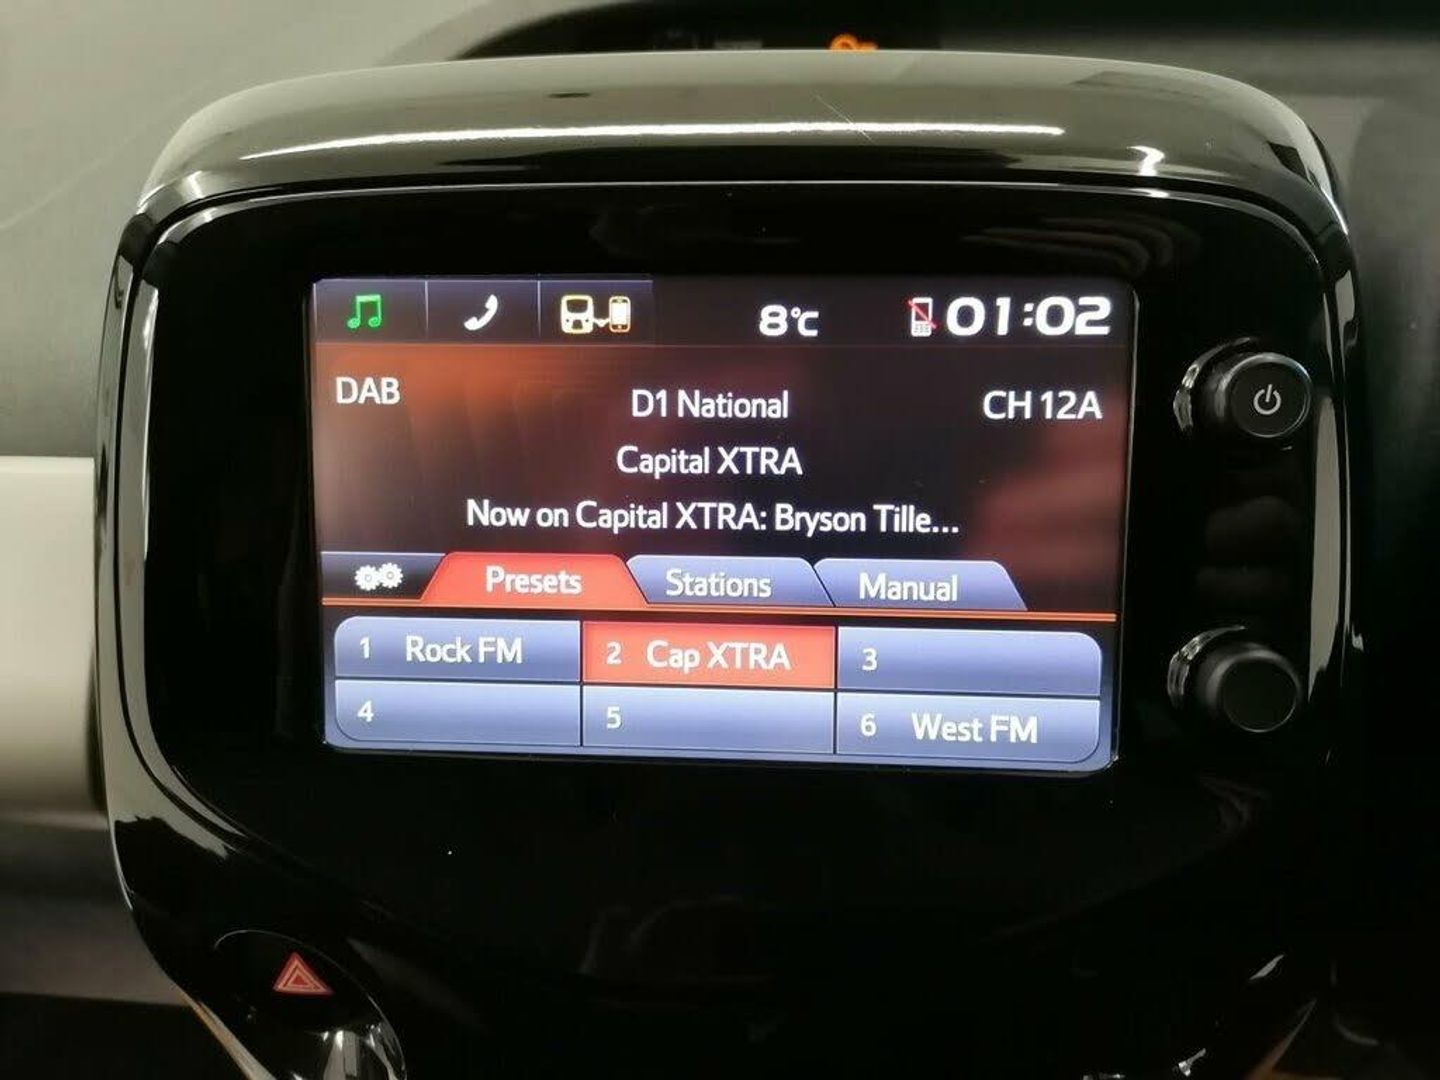 8°C 01:02
DAB D1 National CH 12A
Capital XTRA
Now on Capital XTRA: Bryson Tille...
Presets Stations Manual
1 Rock FM 2 Cap XTRA 3
4 5 6 West FM